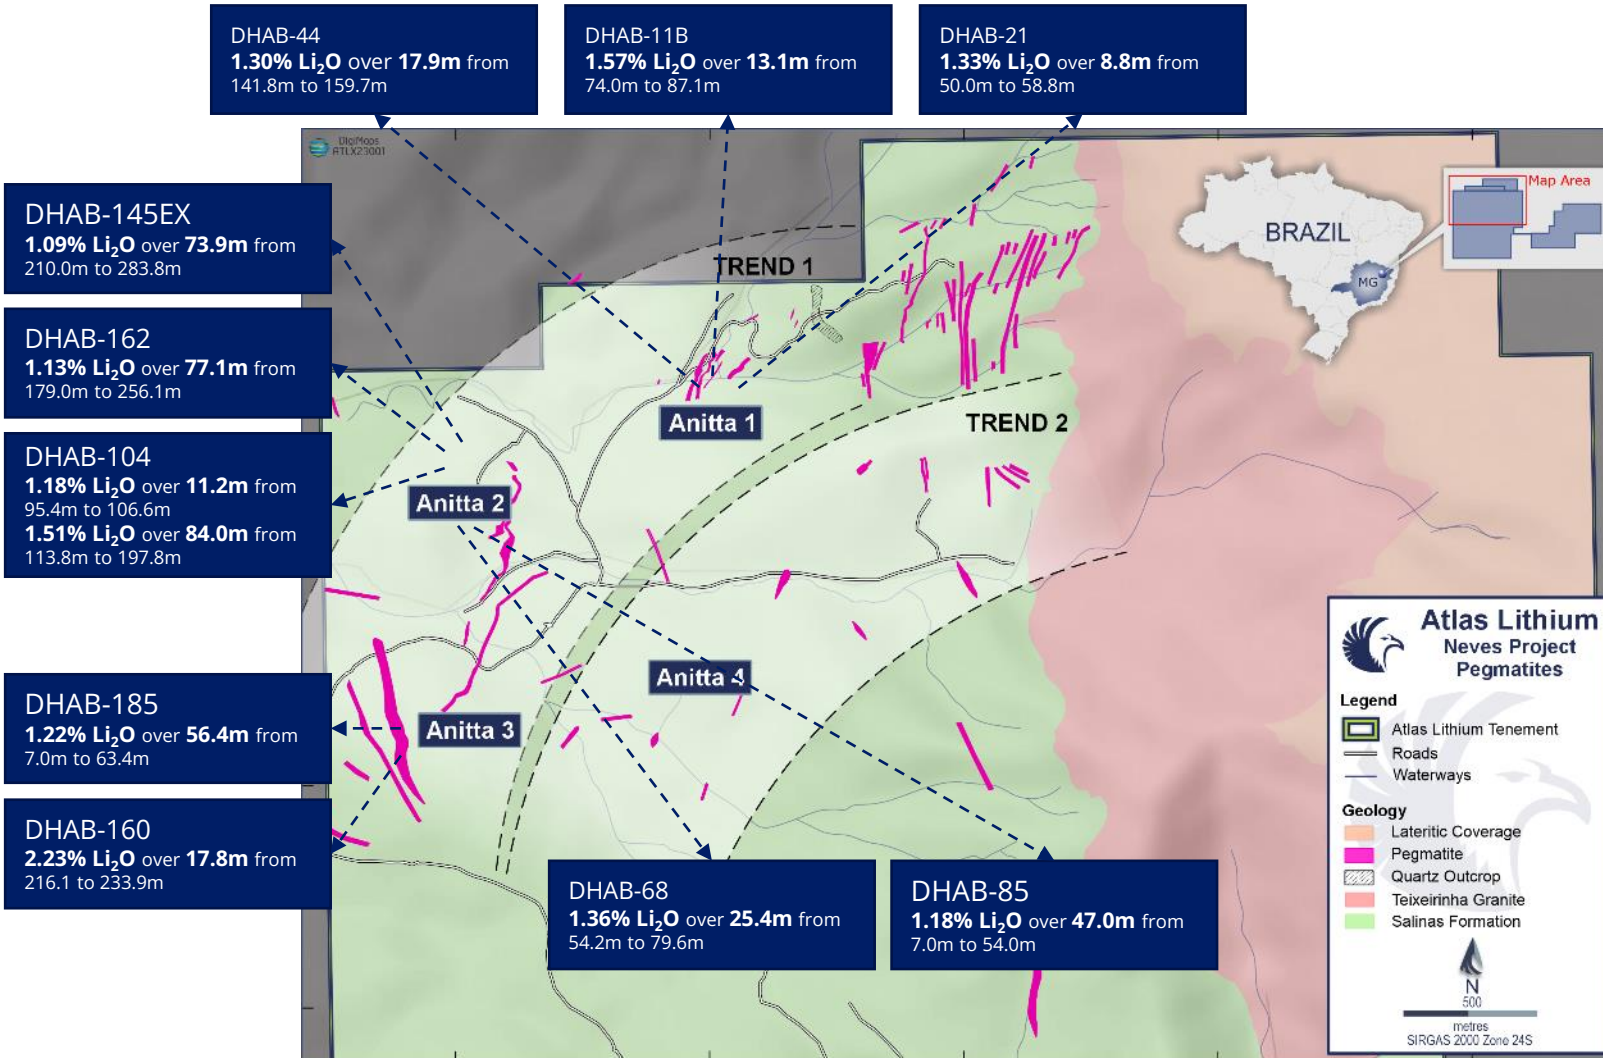 DHAB-44
1.30% Li₂O over 17.9m from
141.8m to 159.7m
DHAB-11B
1.57% Li₂O over 13.1m from
74.0m to 87.1m
DHAB-21
1.33% Li₂O over 8.8m from
50.0m to 58.8m
DigiMaps
ATLX23001
DHAB-145EX
1.09% Li₂O over 73.9m from
210.0m to 283.8m
DHAB-162
1.13% Li₂O over 77.1m from
179.0m to 256.1m
DHAB-104
1.18% Li₂O over 11.2m from
95.4m to 106.6m
1.51% Li₂O over 84.0m from
113.8m to 197.8m
DHAB-185
1.22% Li₂O over 56.4m from
7.0m to 63.4m
DHAB-160
2.23% Li₂O over 17.8m from
216.1 to 233.9m
DHAB-68
1.36% Li₂O over 25.4m from
54.2m to 79.6m
DHAB-85
1.18% Li₂O over 47.0m from
7.0m to 54.0m
TREND 1
TREND 2
Anitta 1
Anitta 2
Anitta 3
Anitta 4
BRAZIL
MG
Map Area
Atlas Lithium
Neves Project
Pegmatites
Legend
Atlas Lithium Tenement
Roads
Waterways
Geology
Lateritic Coverage
Pegmatite
Quartz Outcrop
Teixeirinha Granite
Salinas Formation
N
500
metres
SIRGAS 2000 Zone 24S